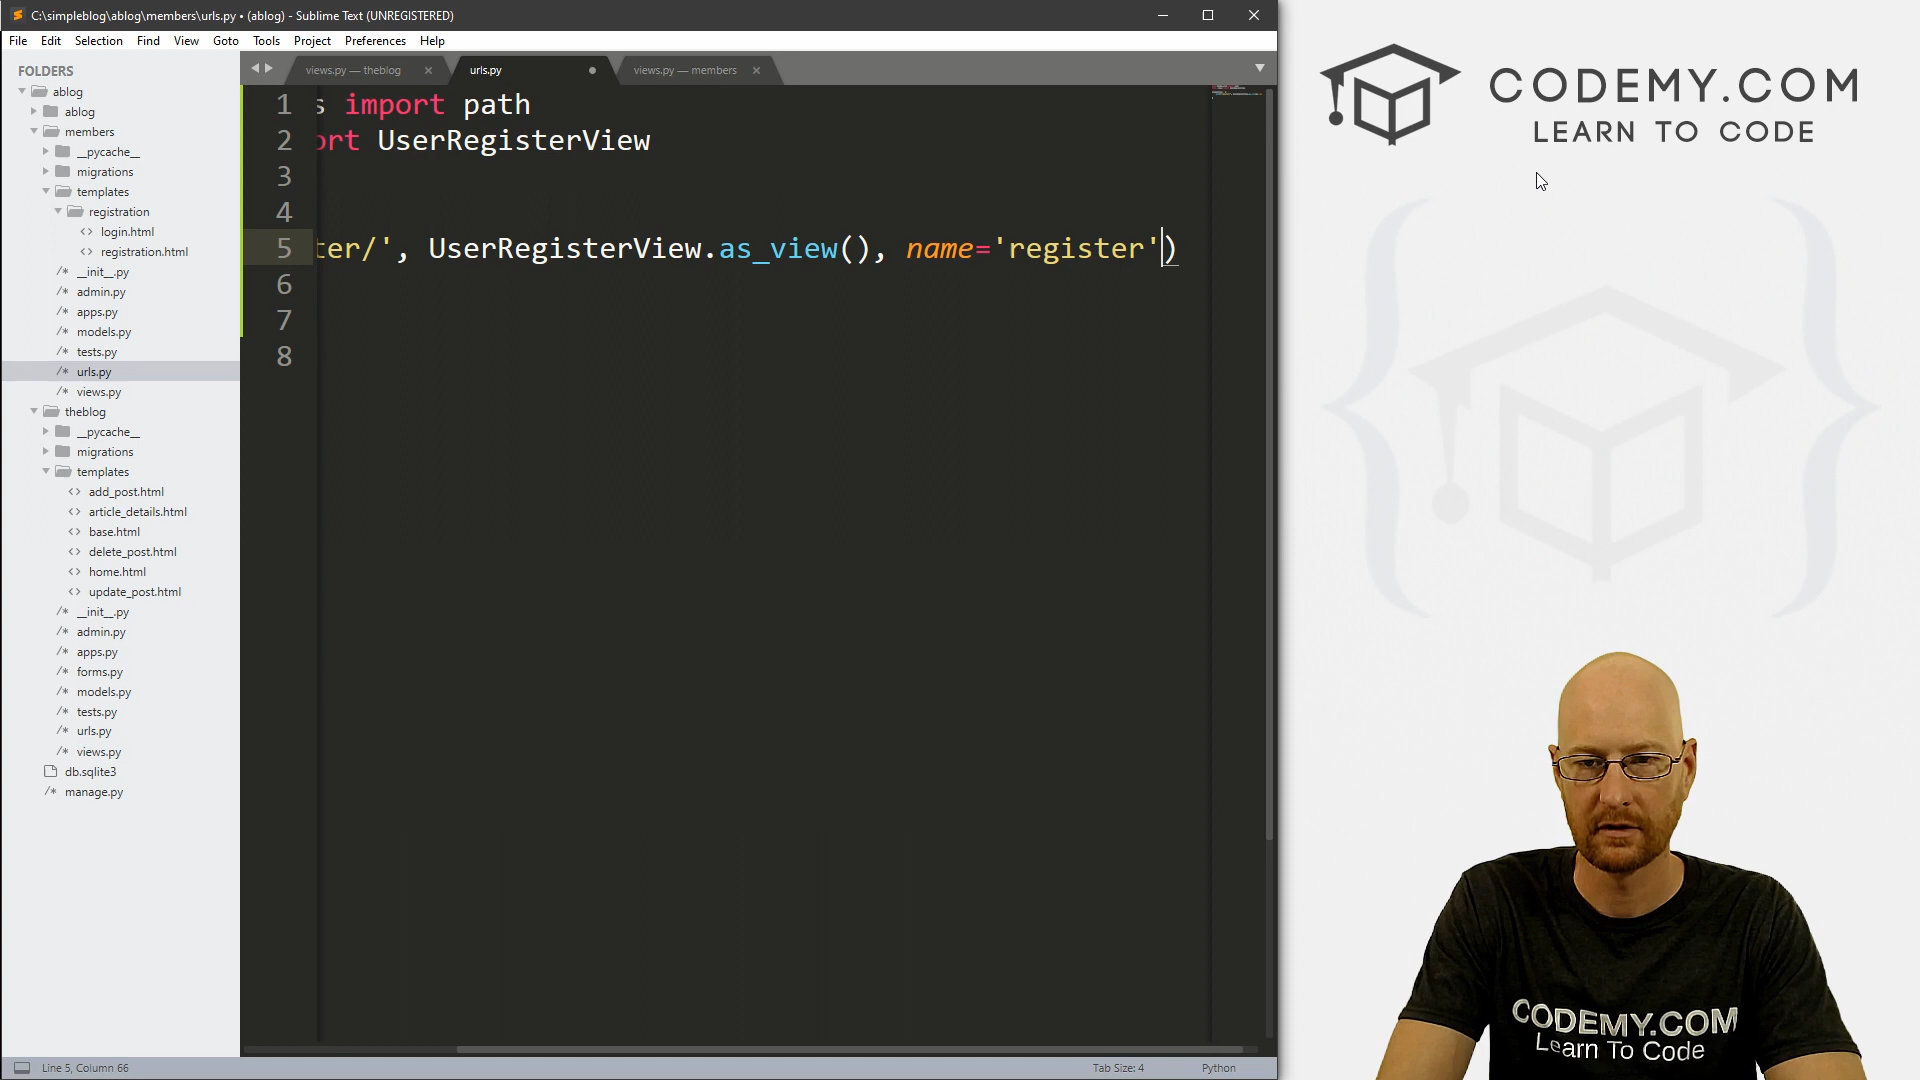 C:\simpleblog\ablog\members\urls.py • (ablog) - Sublime Text (UNREGISTERED)
File Edit Selection Find View Goto Tools Project Preferences Help
FOLDERS
ablog
ablog
members
__pycache__
migrations
templates
registration
login.html
registration.html
__init__.py
admin.py
apps.py
models.py
tests.py
urls.py
views.py
theblog
__pycache__
migrations
templates
add_post.html
article_details.html
base.html
delete_post.html
home.html
update_post.html
__init__.py
admin.py
apps.py
forms.py
models.py
tests.py
urls.py
views.py
db.sqlite3
manage.py
views.py — theblog
urls.py
views.py — members
1 s import path
2 ort UserRegisterView
3
4
5 ter/', UserRegisterView.as_view(), name='register')
6
7
8
Line 5, Column 66
Tab Size: 4
Python
CODEMY.COM
LEARN TO CODE
CODEMY.COM
Learn To Code